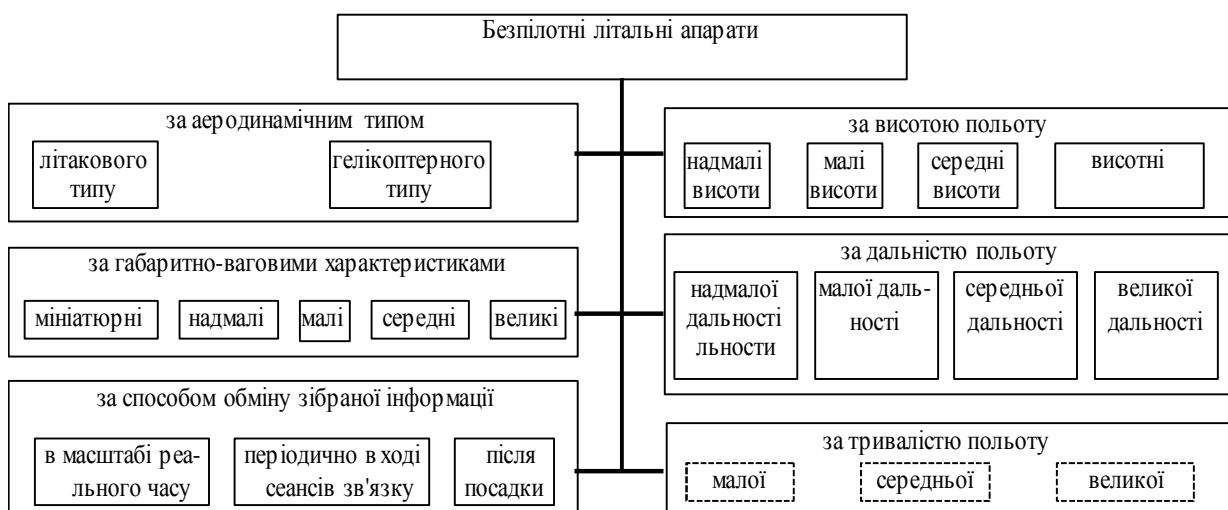 Безпілотні літальні апарати
за аеродинамічним типом
літакового
типу
гелікоптерного
типу
за висотою польоту
надмалі
висоти
малі
висоти
середні
висоти
висотні
за габаритно-ваговими характеристиками
мініатюрні
надмалі
малі
середні
великі
за дальністю польоту
надмалої
дальності
льности
малої даль-
ності
середньої
дальності
великої
дальності
за способом обміну зібраної інформації
в масштабі реа-
льного часу
періодично в ході
сеансів зв'язку
після
посадки
за тривалістю польоту
малої
середньої
великої